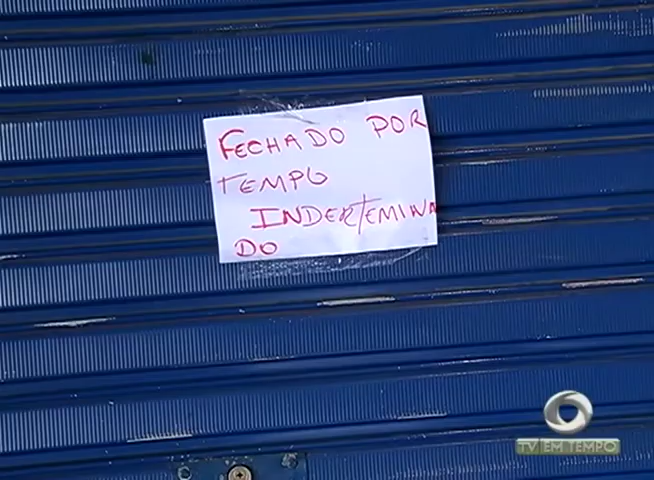 FECHADO POR
TEMPO
INDERTEMINA
DO
TV EM TEMPO